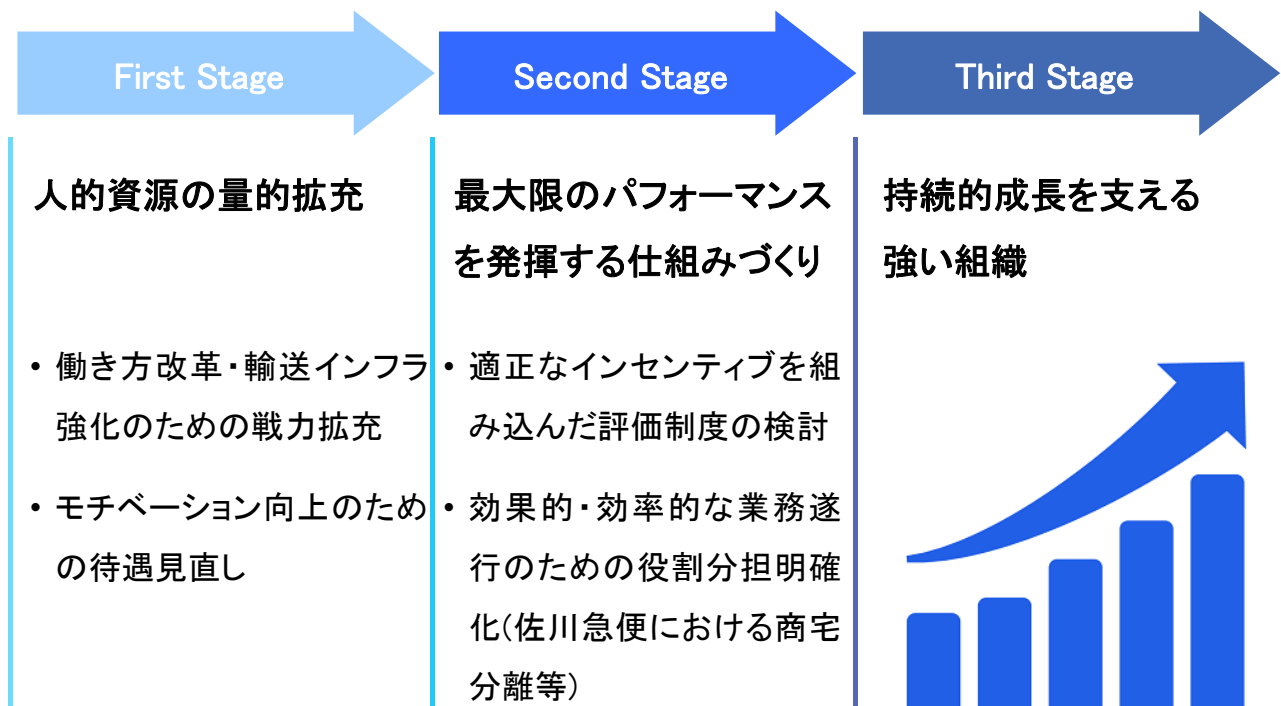 First Stage
Second Stage
Third Stage
人的資源の量的拡充
• 働き方改革・輸送インフラ
強化のための戦力拡充
• モチベーション向上のため
の待遇見直し
最大限のパフォーマンス
を発揮する仕組みづくり
• 適正なインセンティブを組
み込んだ評価制度の検討
• 効果的・効率的な業務遂
行のための役割分担明確
化(佐川急便における商宅
分離等)
持続的成長を支える
強い組織